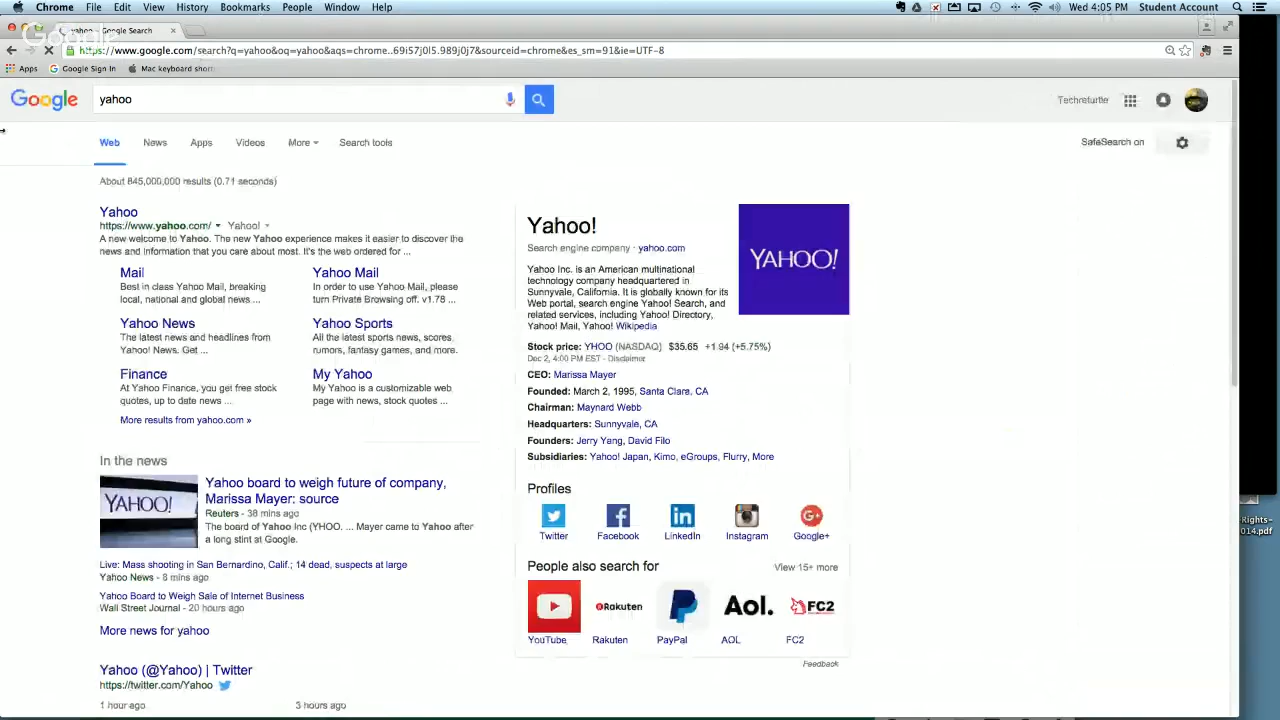 Chrome File Edit View History Bookmarks People Window Help Wed 4:05 PM Student Account
yahoo - Google Search
https://www.google.com/search?q=yahoo&oq=yahoo&aqs=chrome..69i57j0l5.989j0j7&sourceid=chrome&es_sm=91&ie=UTF-8
Apps Google Sign In Mac keyboard short
Google yahoo Techreturtle
Web News Apps Videos More Search tools SafeSearch on
About 845,000,000 results (0.71 seconds)
Yahoo
https://www.yahoo.com/ Yahoo!
A new welcome to Yahoo. The new Yahoo experience makes it easier to discover the
news and information that you care about most. It's the web ordered for ...
Mail
Best in class Yahoo Mail, breaking
local, national and global news ...
Yahoo Mail
In order to use Yahoo Mail, please
turn Private Browsing off. v1.78 ...
Yahoo News
The latest news and headlines from
Yahoo! News. Get ...
Yahoo Sports
All the latest sports news, scores,
rumors, fantasy games, and more.
Finance
At Yahoo Finance, you get free stock
quotes, up to date news ...
My Yahoo
My Yahoo is a customizable web
page with news, stock quotes ...
More results from yahoo.com »
In the news
YAHOO!
Yahoo board to weigh future of company,
Marissa Mayer: source
Reuters - 38 mins ago
The board of Yahoo Inc (YHOO. ... Mayer came to Yahoo after
a long stint at Google.
Live: Mass shooting in San Bernardino, Calif.; 14 dead, suspects at large
Yahoo News - 8 mins ago
Yahoo Board to Weigh Sale of Internet Business
Wall Street Journal - 20 hours ago
More news for yahoo
Yahoo (@Yahoo) | Twitter
https://twitter.com/Yahoo
1 hour ago 3 hours ago
Yahoo!
Search engine company · yahoo.com
YAHOO!
Yahoo Inc. is an American multinational
technology company headquartered in
Sunnyvale, California. It is globally known for its
Web portal, search engine Yahoo! Search, and
related services, including Yahoo! Directory,
Yahoo! Mail, Yahoo! Wikipedia
Stock price: YHOO (NASDAQ) $35.65 +1.94 (+5.75%)
Dec 2, 4:00 PM EST - Disclaimer
CEO: Marissa Mayer
Founded: March 2, 1995, Santa Clara, CA
Chairman: Maynard Webb
Headquarters: Sunnyvale, CA
Founders: Jerry Yang, David Filo
Subsidiaries: Yahoo! Japan, Kimo, eGroups, Flurry, More
Profiles
Twitter Facebook LinkedIn Instagram Google+
People also search for View 15+ more
Rakuten Aol. FC2
YouTube Rakuten PayPal AOL FC2
Feedback
-Rights-
014.pdf